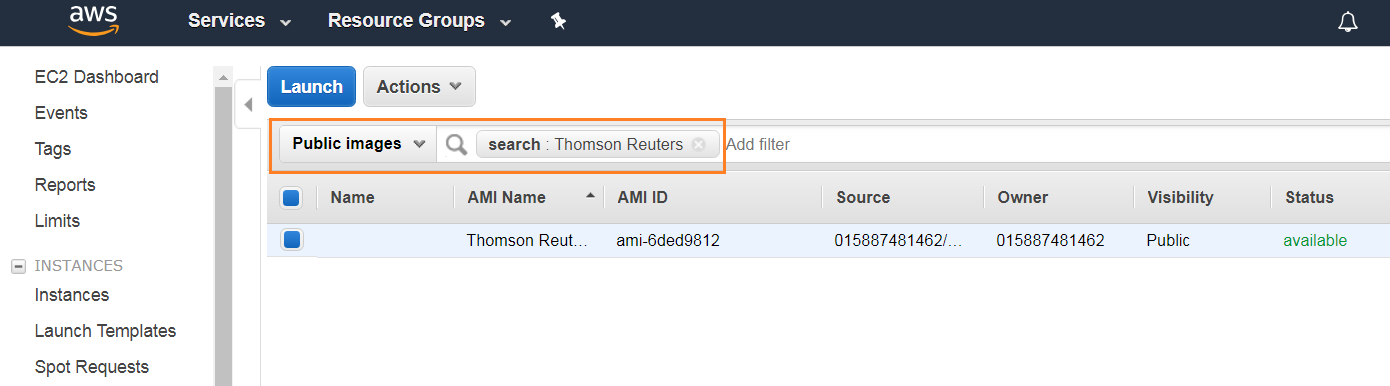 aws Services Resource Groups
EC2 Dashboard
Events
Tags
Reports
Limits
INSTANCES
Instances
Launch Templates
Spot Requests
Launch Actions
Public images search : Thomson Reuters Add filter
Name AMI Name AMI ID Source Owner Visibility Status
Thomson Reut… ami-6ded9812 015887481462/… 015887481462 Public available